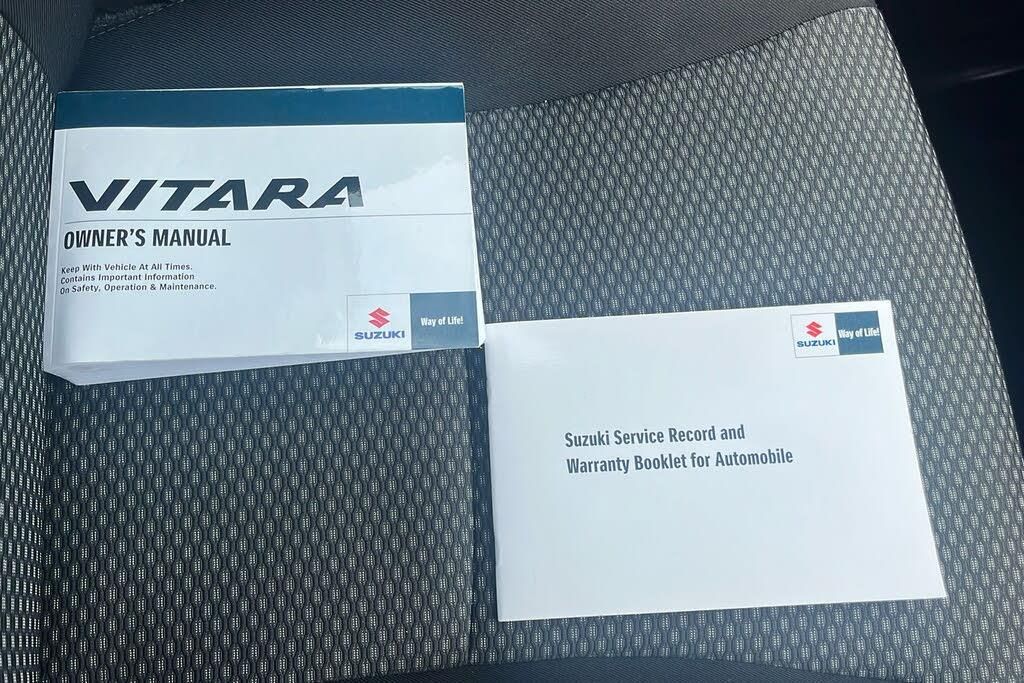 VITARA
OWNER'S MANUAL
Keep With Vehicle At All Times.
Contains Important Information
On Safety, Operation & Maintenance.
SUZUKI
Way of Life!
SUZUKI
Way of Life!
Suzuki Service Record and
Warranty Booklet for Automobile